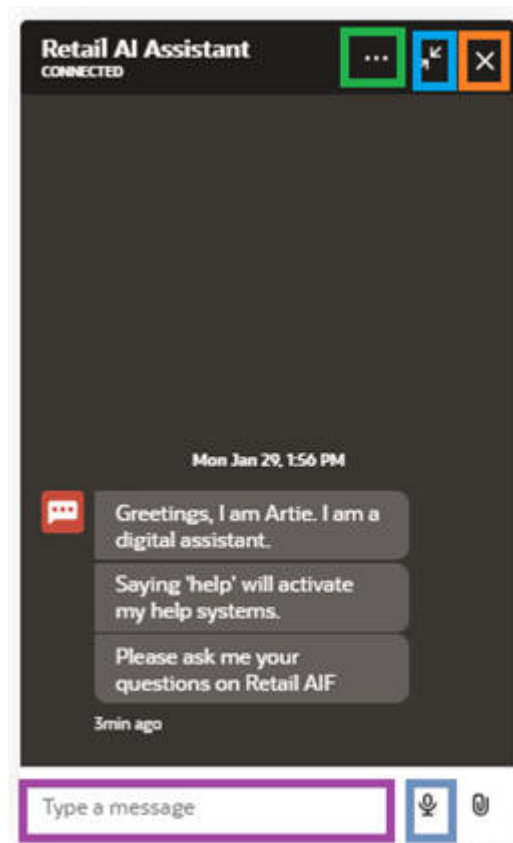 Retail AI Assistant
CONNECTED
Mon Jan 29, 1:56 PM
Greetings, I am Artie. I am a
digital assistant.
Saying 'help' will activate
my help systems.
Please ask me your
questions on Retail AIF
3min ago
Type a message